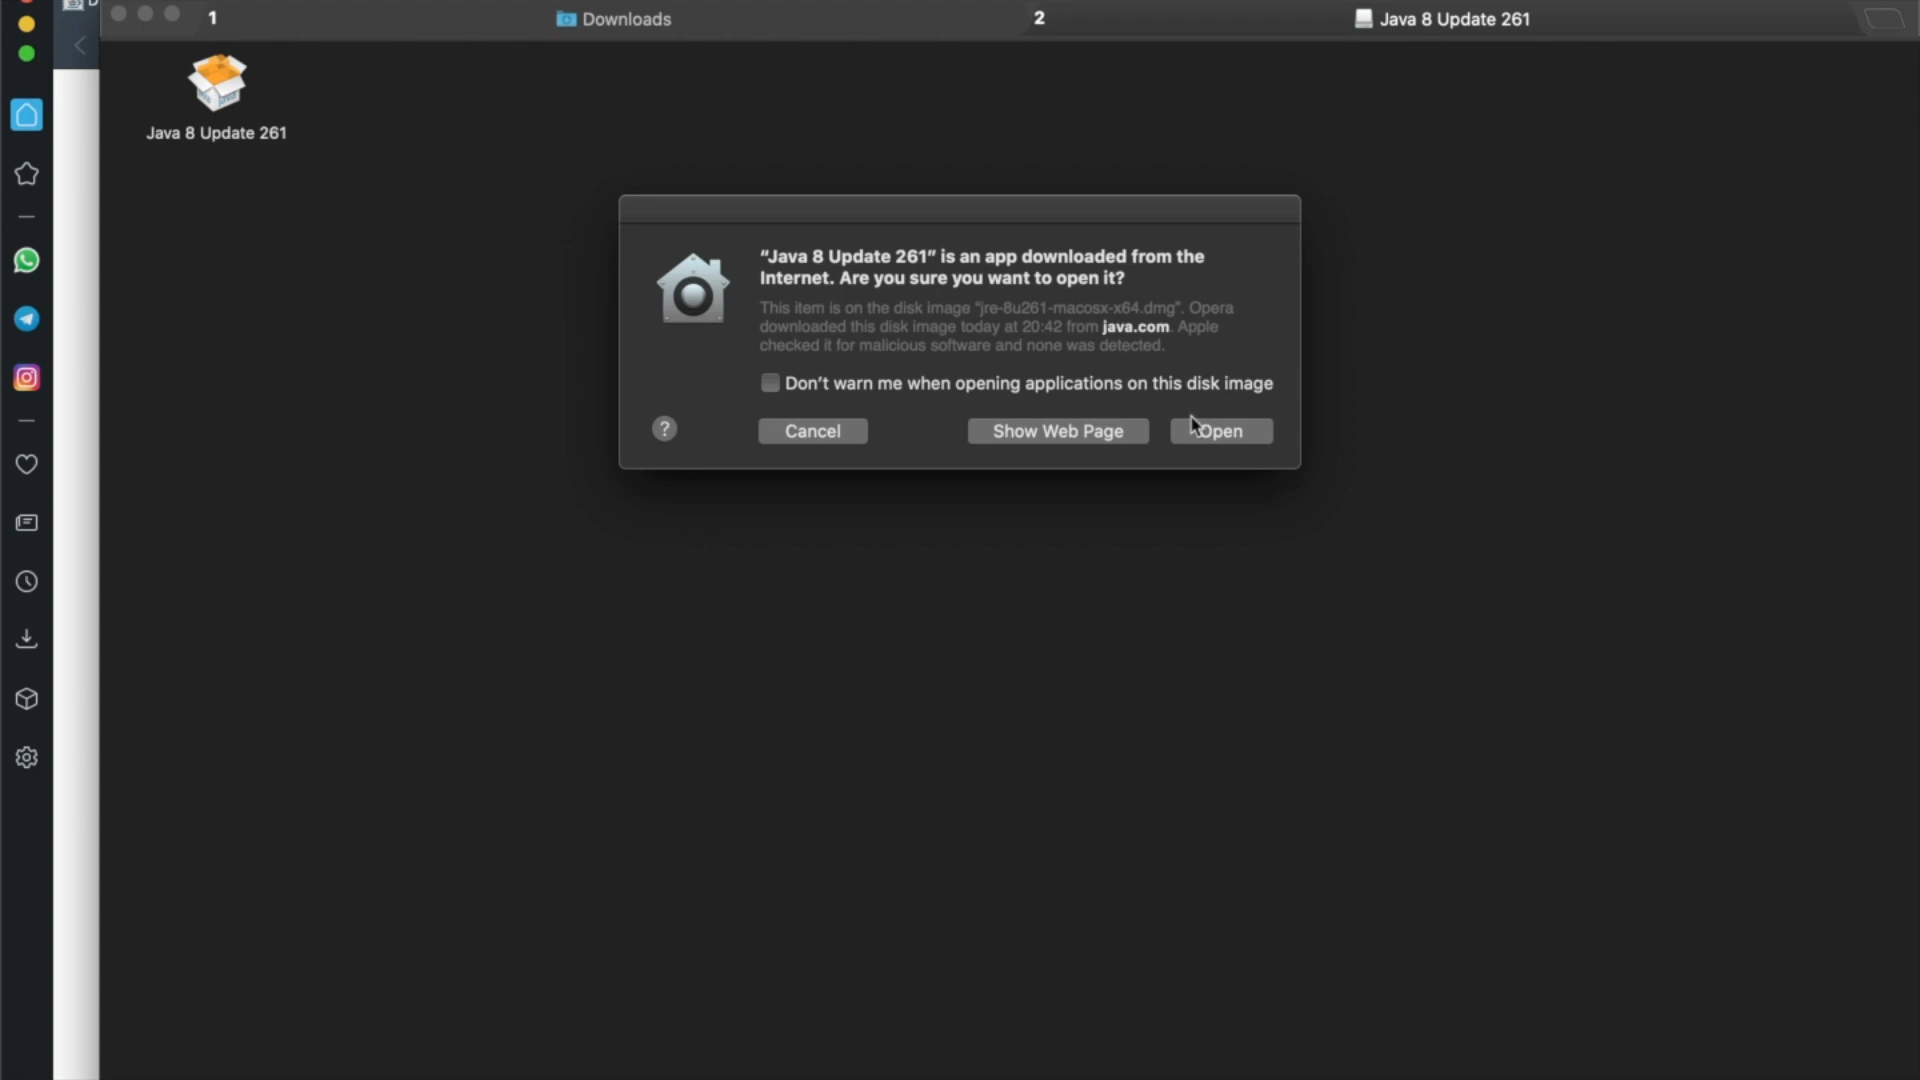 1
Downloads
2
Java 8 Update 261
Java 8 Update 261
“Java 8 Update 261” is an app downloaded from the
Internet. Are you sure you want to open it?
This item is on the disk image “jre-8u261-macosx-x64.dmg”. Opera
downloaded this disk image today at 20:42 from java.com. Apple
checked it for malicious software and none was detected.
Don’t warn me when opening applications on this disk image
?
Cancel
Show Web Page
Open